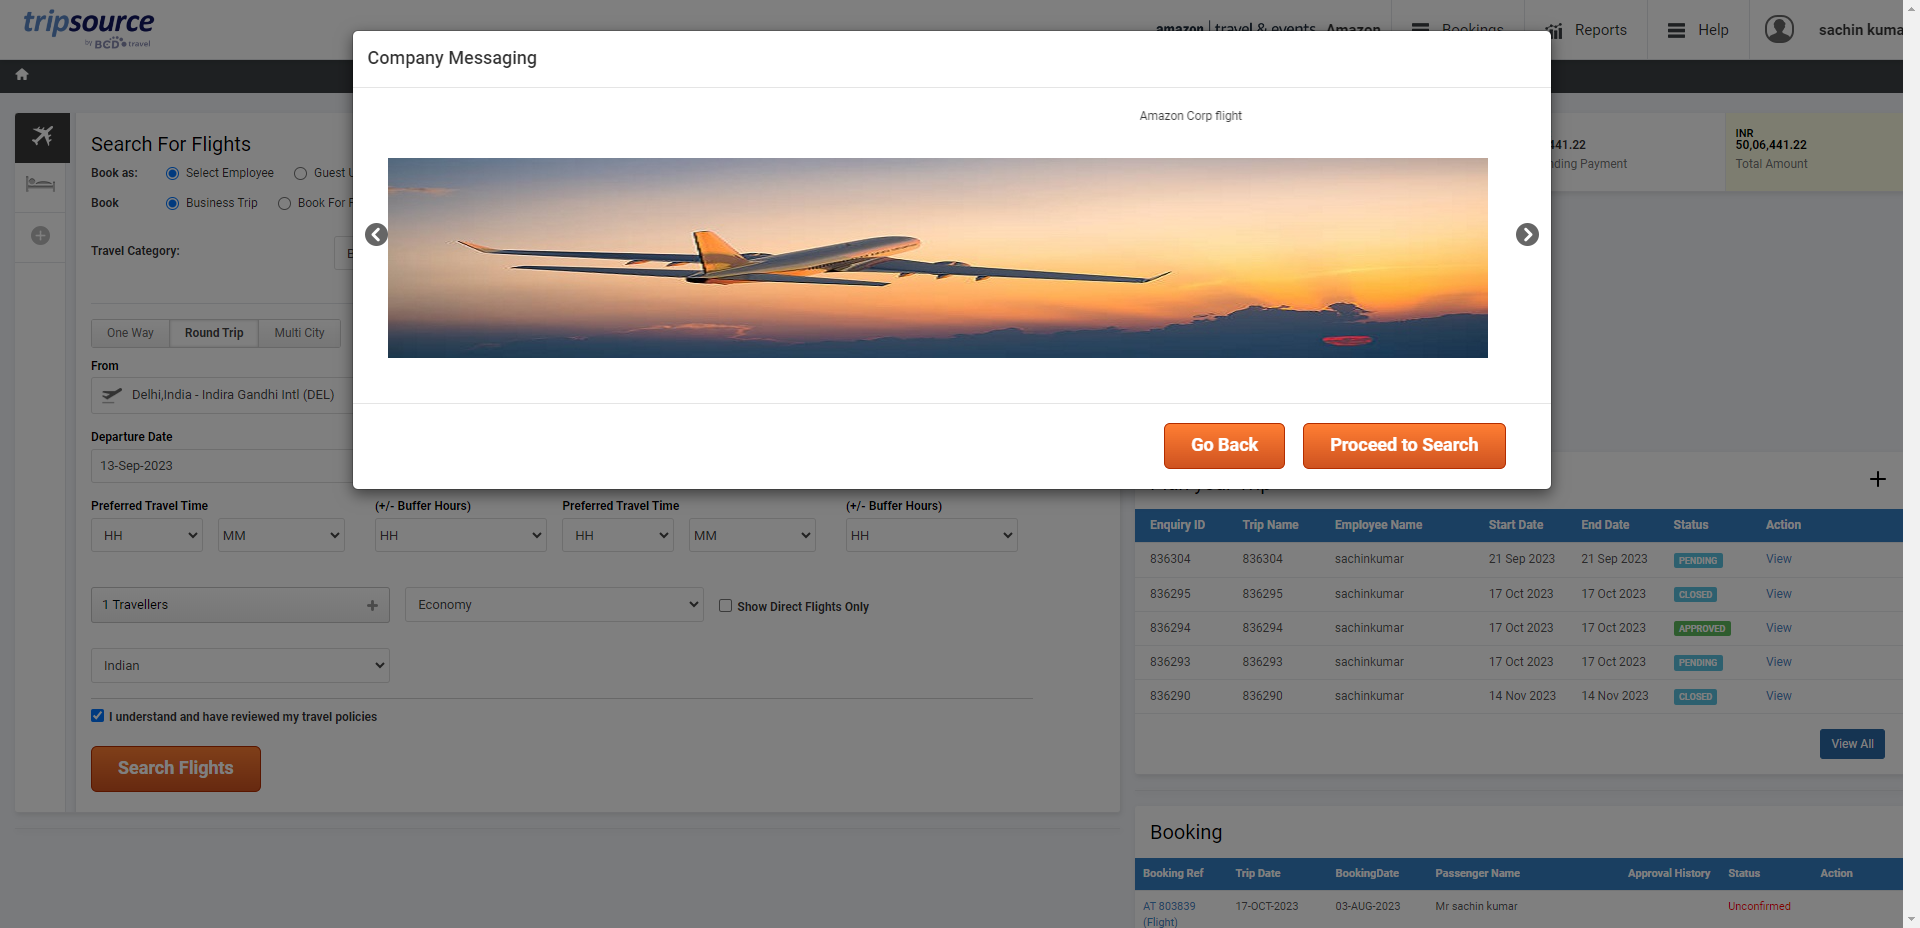 tripsource
by BCD travel
amazon | travel & events Amazon
Bookings
Reports
Help
sachin kuma
Company Messaging
Amazon Corp flight
Go Back
Proceed to Search
Search For Flights
Book as:
Select Employee
Guest U
Book
Business Trip
Book For P
Travel Category:
One Way
Round Trip
Multi City
From
Delhi,India - Indira Gandhi Intl (DEL)
Departure Date
13-Sep-2023
Preferred Travel Time
(+/- Buffer Hours)
Preferred Travel Time
(+/- Buffer Hours)
HH
MM
HH
HH
MM
HH
1 Travellers
Economy
Show Direct Flights Only
Indian
I understand and have reviewed my travel policies
Search Flights
441.22
nding Payment
INR
50,06,441.22
Total Amount
Enquiry ID Trip Name Employee Name Start Date End Date Status Action
836304 836304 sachinkumar 21 Sep 2023 21 Sep 2023 PENDING View
836295 836295 sachinkumar 17 Oct 2023 17 Oct 2023 CLOSED View
836294 836294 sachinkumar 17 Oct 2023 17 Oct 2023 APPROVED View
836293 836293 sachinkumar 17 Oct 2023 17 Oct 2023 PENDING View
836290 836290 sachinkumar 14 Nov 2023 14 Nov 2023 CLOSED View
View All
Booking
Booking Ref Trip Date BookingDate Passenger Name Approval History Status Action
AT 803839 17-OCT-2023 03-AUG-2023 Mr sachin kumar Unconfirmed
(Flight)